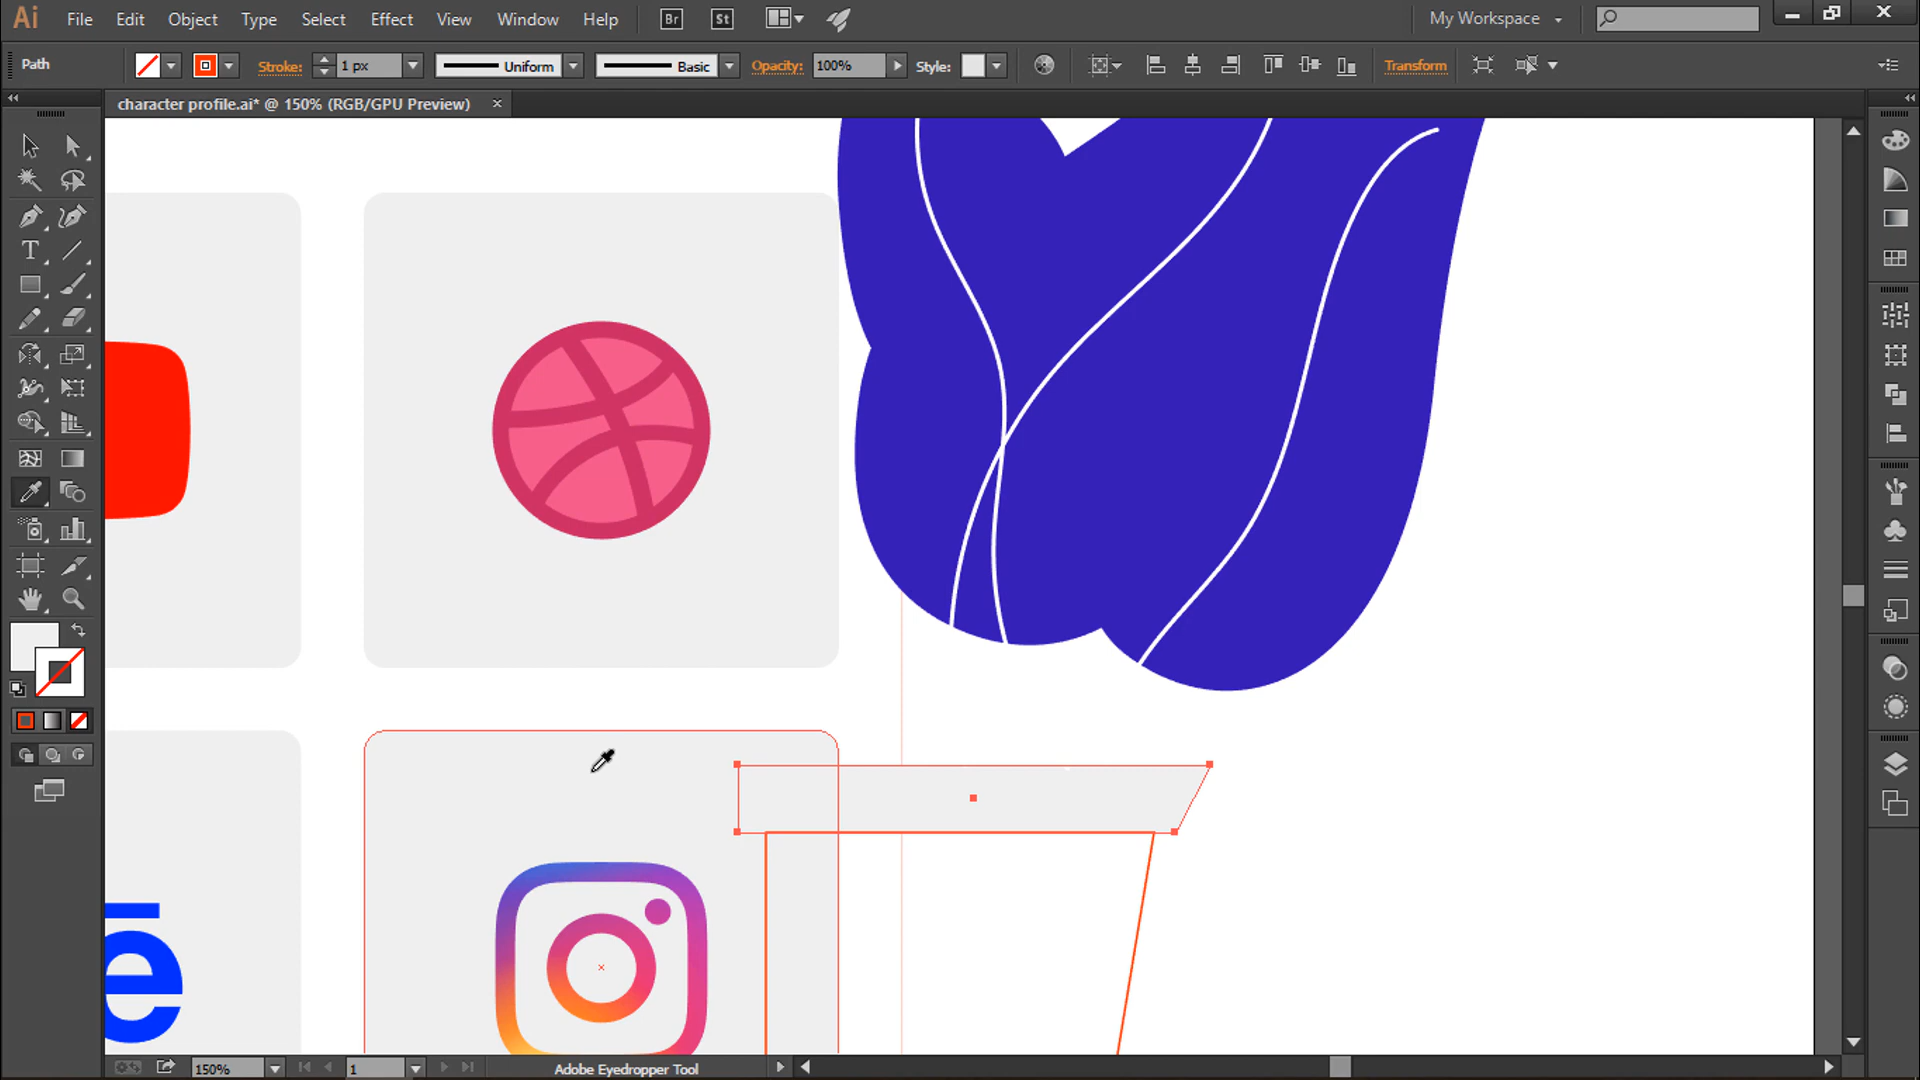 Ai File Edit Object Type Select Effect View Window Help Br St My Workspace
Path Stroke: 1 px Uniform Basic Opacity: 100% Style: Transform
character profile.ai* @ 150% (RGB/GPU Preview)
T
ē
150% 1 Adobe Eyedropper Tool